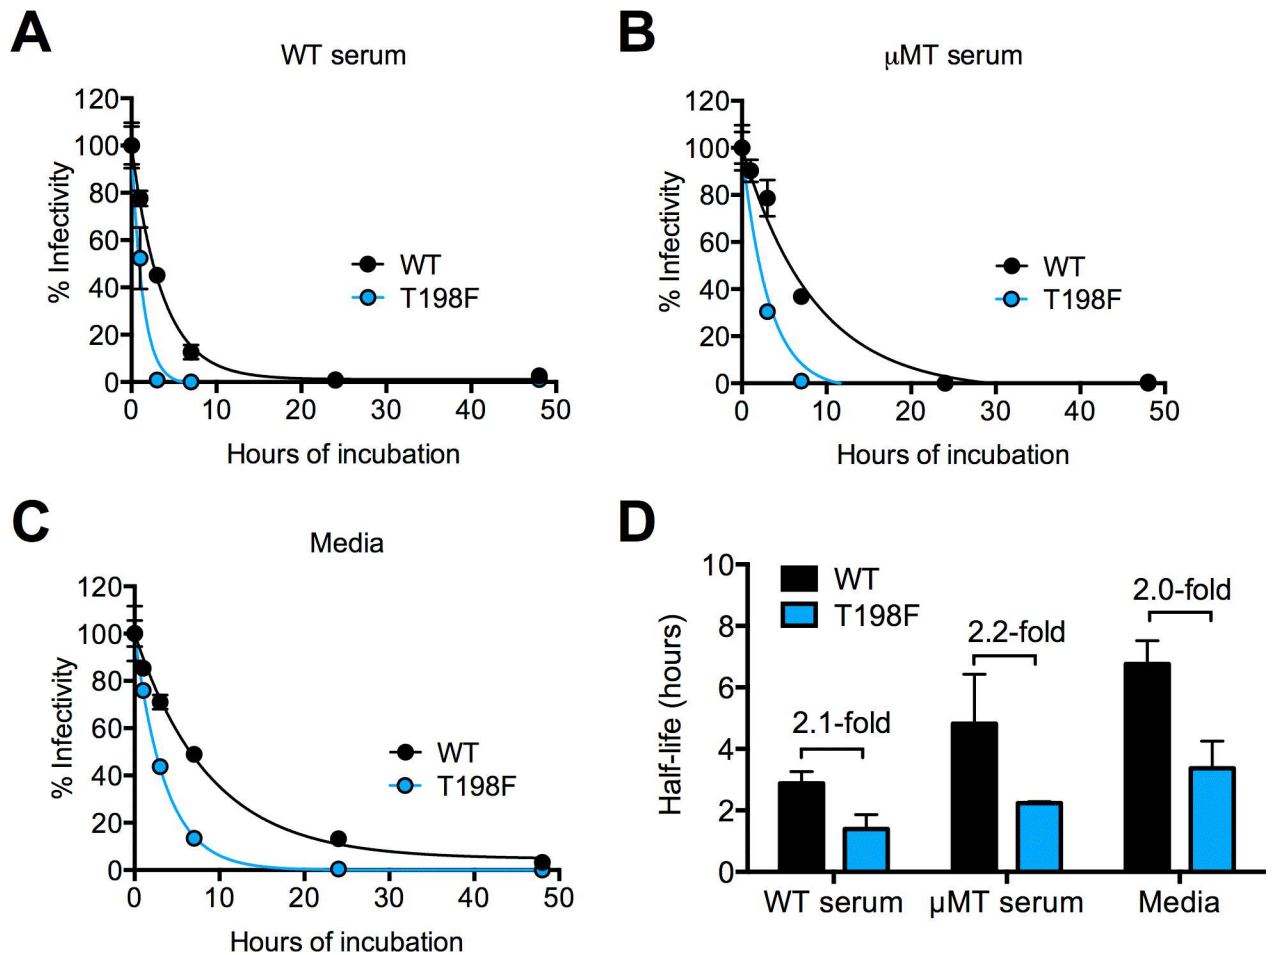 A
WT serum
120
100
80
60
40
20
0
% Infectivity
WT
T198F
0 10 20 30 40 50
Hours of incubation
B
µMT serum
120
100
80
60
40
20
0
% Infectivity
WT
T198F
0 10 20 30 40 50
Hours of incubation
C
Media
120
100
80
60
40
20
0
% Infectivity
WT
T198F
0 10 20 30 40 50
Hours of incubation
D
10
8
6
4
2
0
Half-life (hours)
WT
T198F
2.1-fold
2.2-fold
2.0-fold
WT serum µMT serum Media